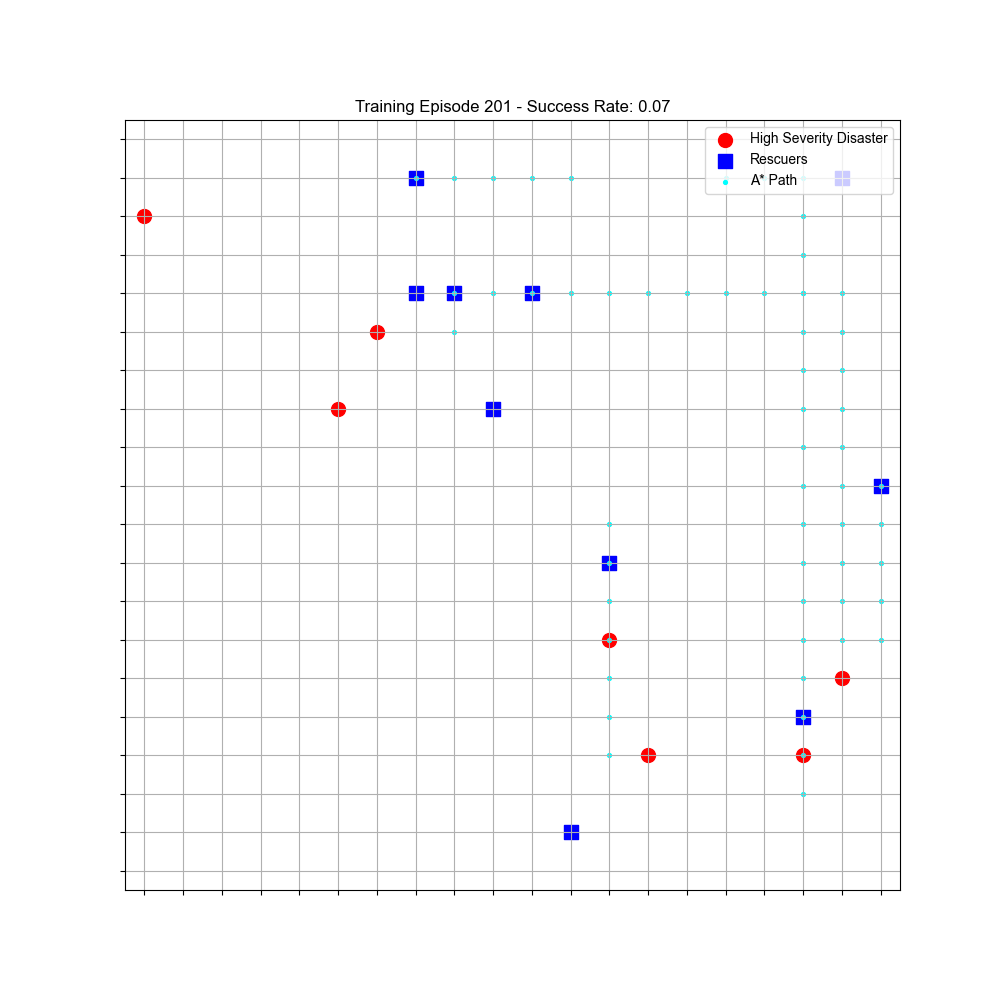 Training Episode 201 - Success Rate: 0.07
High Severity Disaster
Rescuers
A* Path